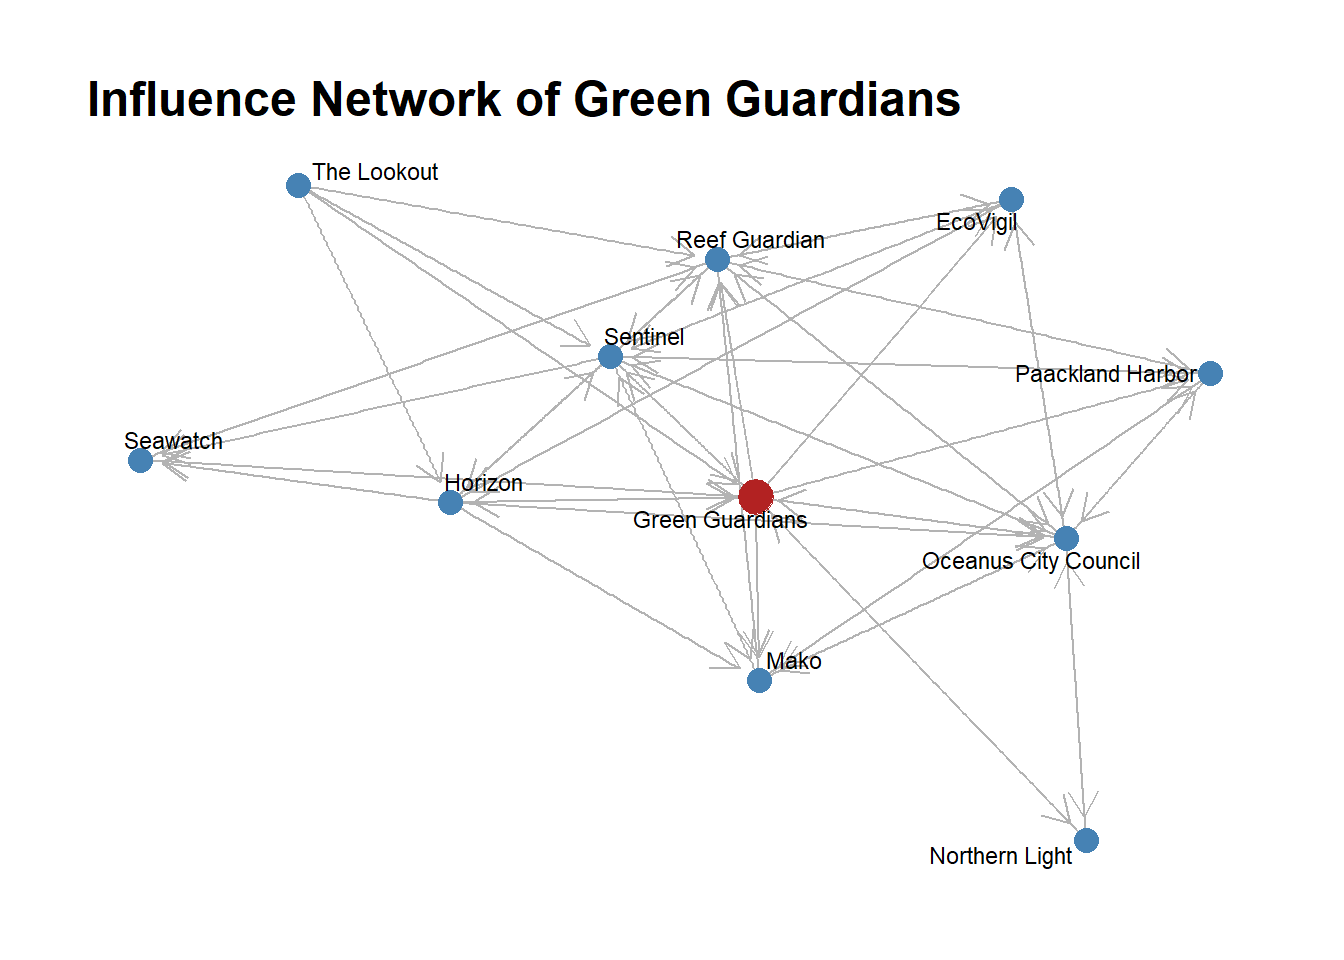 Influence Network of Green Guardians
The Lookout
EcoVigil
Reef Guardian
Sentinel
Paackland Harbor
Seawatch
Horizon
Green Guardians
Oceanus City Council
Mako
Northern Light